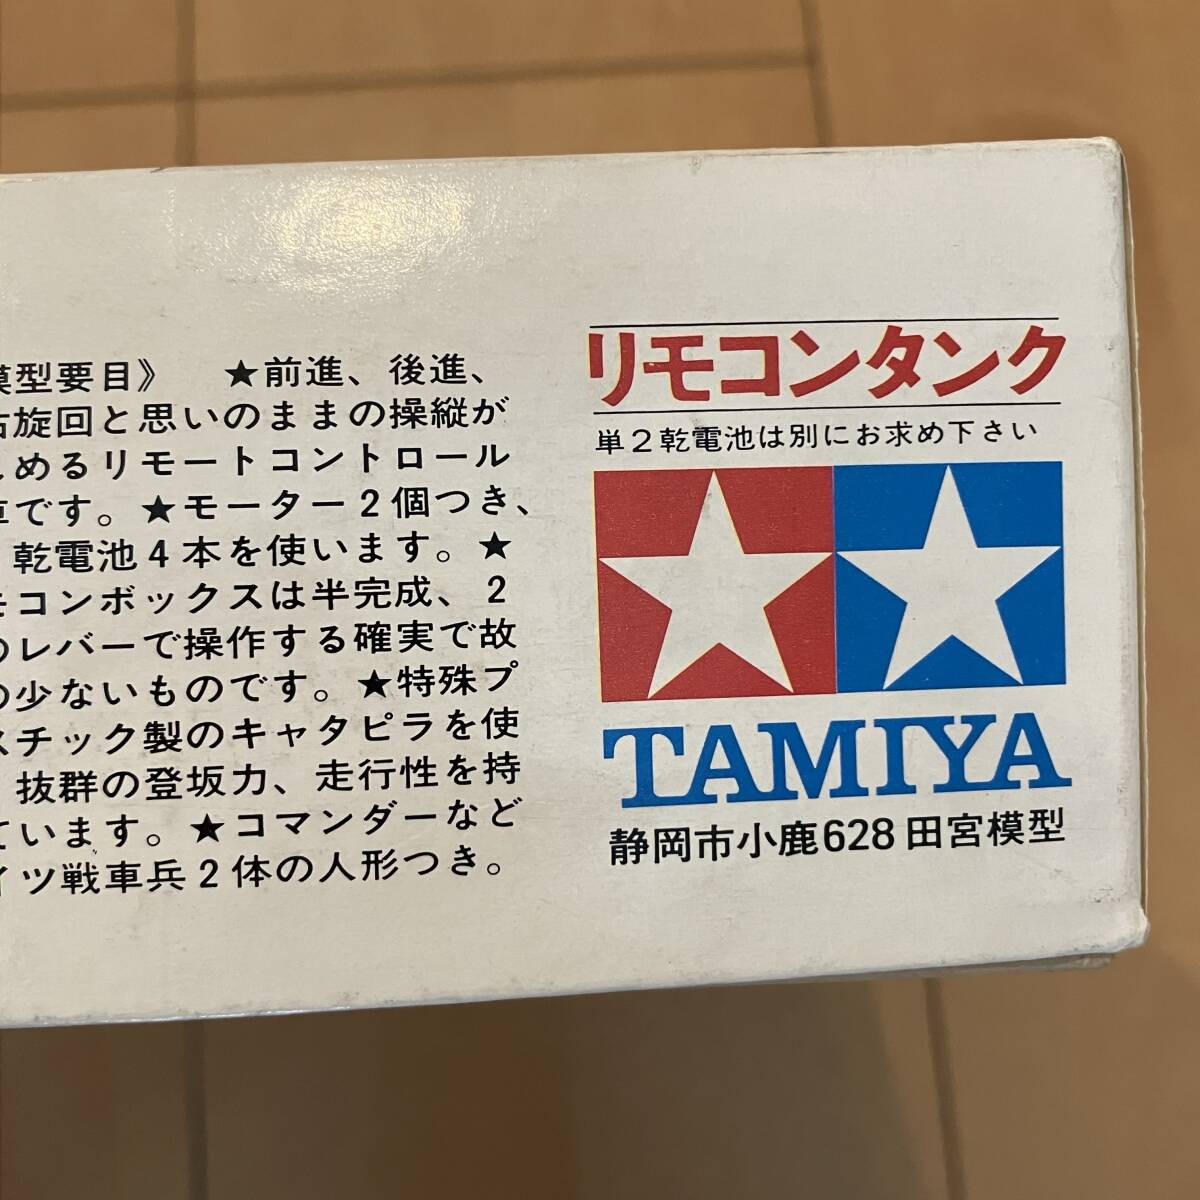 模型要目》 ★前進、後進、
右旋回と思いのままの操縦が
しめるリモートコントロール
車です。★モーター2個つき、
乾電池4本を使います。★
モコンボックスは半完成、2
のレバーで操作する確実で故
の少ないものです。★特殊プ
スチック製のキャタピラを使
抜群の登坂力、走行性を持
ています。★コマンダーなど
イツ戦車兵2体の人形つき。
リモコンタンク
単2乾電池は別にお求め下さい
TAMIYA
静岡市小鹿628 田宮模型